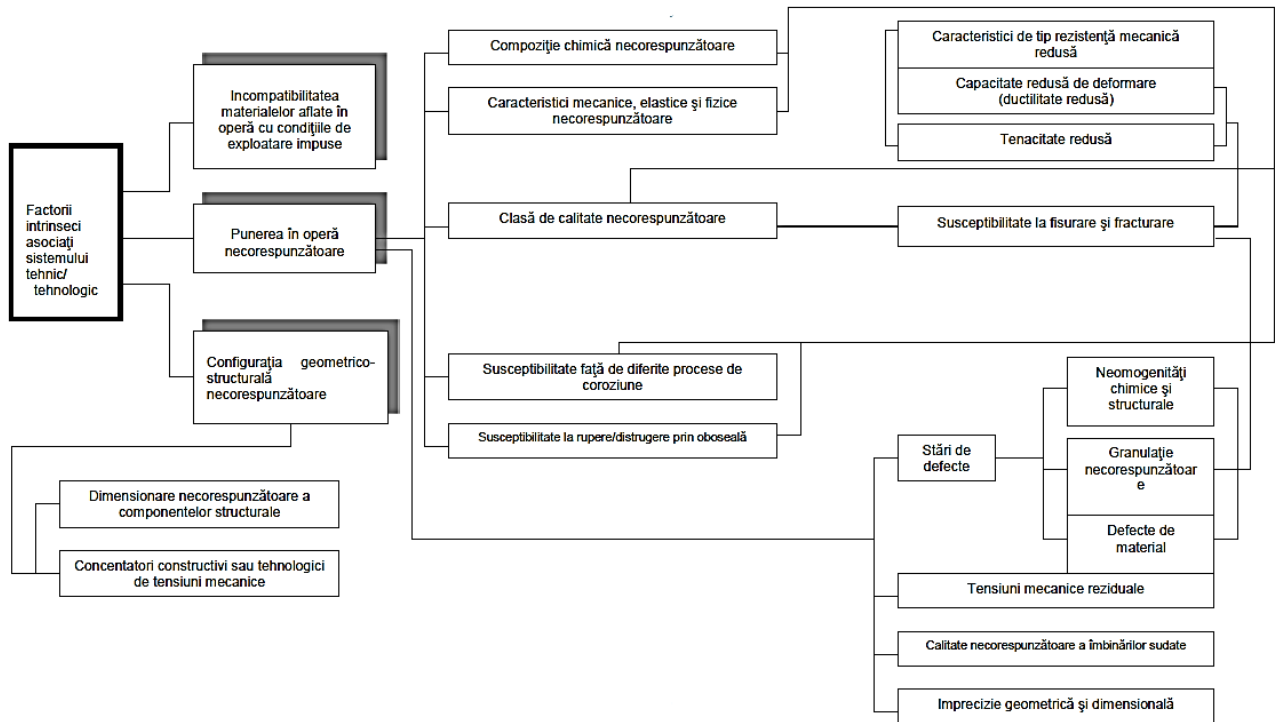 Factorii
intrinseci
asociați
sistemului
tehnic/
tehnologic
Incompatibilitatea
materialelor aflate în
operă cu condițiile de
exploatare impuse
Punerea în operă
necorespunzătoare
Configurația geometrico-
structurală
necorespunzătoare
Dimensionare necorespunzătoare a
componentelor structurale
Concentatori constructivi sau tehnologici
de tensiuni mecanice
Compoziție chimică necorespunzătoare
Caracteristici mecanice, elastice și fizice
necorespunzătoare
Clasă de calitate necorespunzătoare
Susceptibilitate față de diferite procese de
coroziune
Susceptibilitate la rupere/distrugere prin oboseală
Caracteristici de tip rezistență mecanică
redusă
Capacitate redusă de deformare
(ductilitate redusă)
Tenacitate redusă
Susceptibilitate la fisurare și fracturare
Stări de
defecte
Neomogenități
chimice și
structurale
Granulație
necorespunzătoar
e
Defecte de
material
Tensiuni mecanice reziduale
Calitate necorespunzătoare a îmbinărilor sudate
Imprecizie geometrică și dimensională